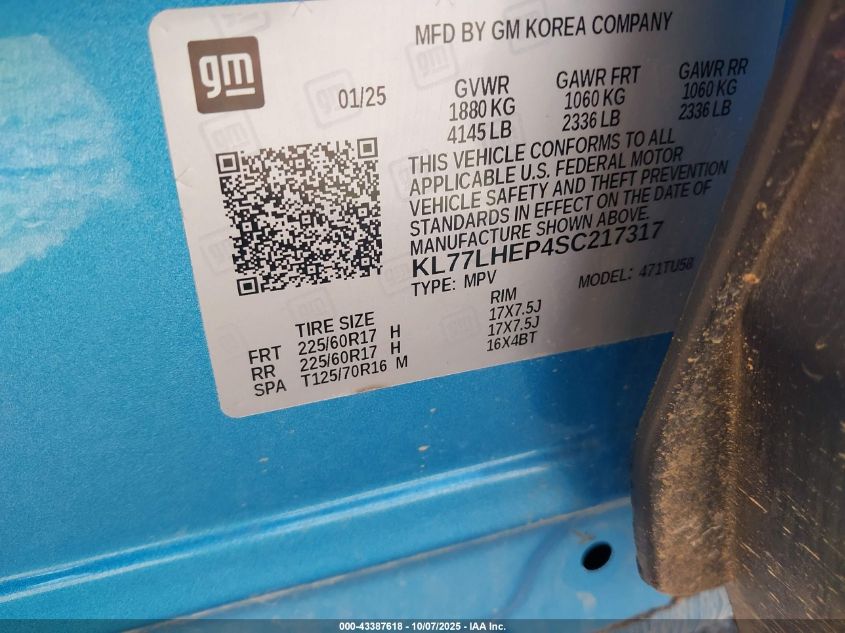 MFD BY GM KOREA COMPANY
gm
01/25
GVWR GAWR FRT GAWR RR
1880 KG 1060 KG 1060 KG
4145 LB 2336 LB 2336 LB
THIS VEHICLE CONFORMS TO ALL
APPLICABLE U.S. FEDERAL MOTOR
VEHICLE SAFETY AND THEFT PREVENTION
STANDARDS IN EFFECT ON THE DATE OF
MANUFACTURE SHOWN ABOVE.
KL77LHEP4SC217317
TYPE: MPV MODEL: 471TU58
TIRE SIZE RIM
FRT 225/60R17 H 17X7.5J
RR 225/60R17 H 17X7.5J
SPA T125/70R16 M 16X4BT
000-43387618 - 10/07/2025 - IAA Inc.